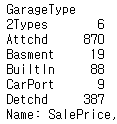 GarageType
2Types 6
Attchd 870
Basment 19
BuiltIn 88
CarPort 9
Detchd 387
Name: SalePrice,